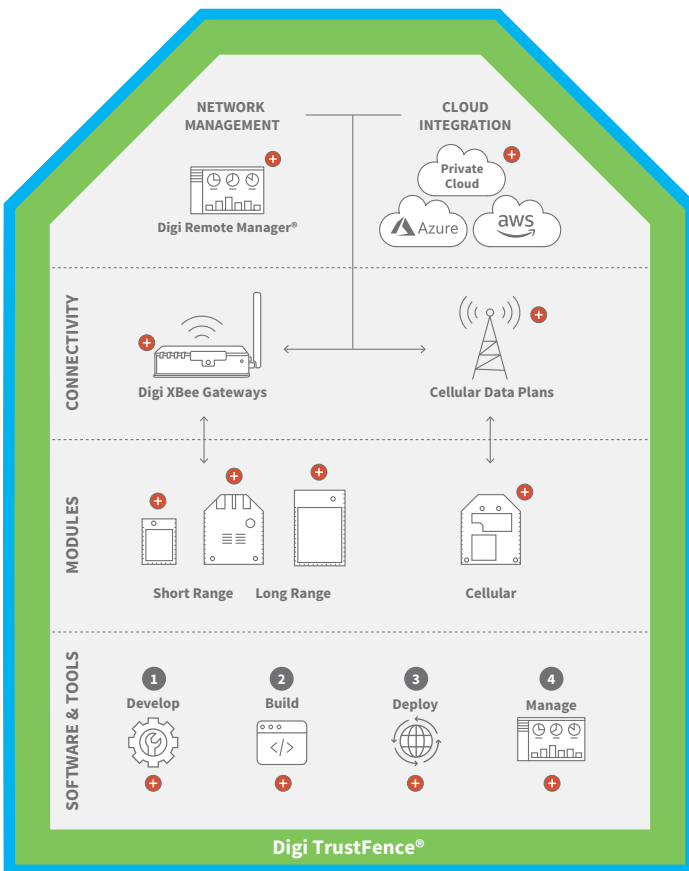 NETWORK
MANAGEMENT
CLOUD
INTEGRATION
Private
Cloud
Digi Remote Manager®
Azure
aws
CONNECTIVITY
Digi XBee Gateways
Cellular Data Plans
MODULES
Short Range
Long Range
Cellular
SOFTWARE & TOOLS
1
2
3
4
Develop
Build
Deploy
Manage
</>
Digi TrustFence®